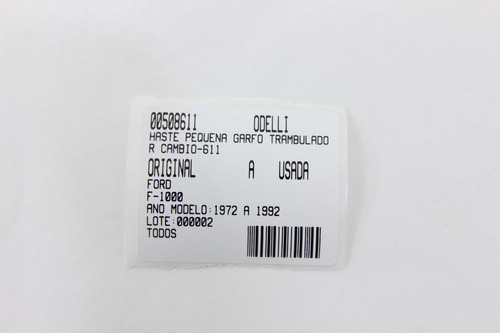 00508611 ODELLI
HASTE PEQUENA GARFO TRAMBULADO
R CAMBIO-611
ORIGINAL A USADA
FORD
F-1000
ANO MODELO:1972 A 1992
LOTE:000002
TODOS